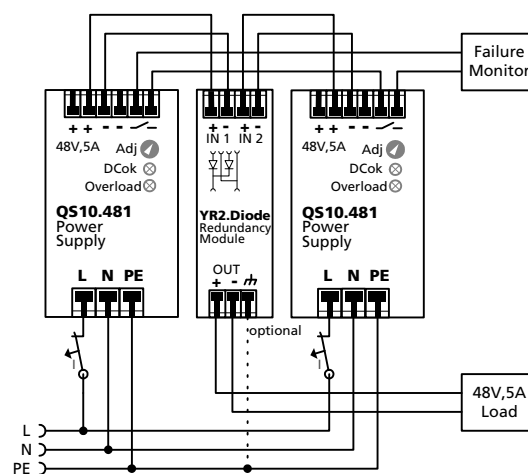 Failure
Monitor
+ + - -
48V,5A
Adj
DCok
Overload
QS10.481
Power
Supply
L N PE
+ - + -
IN 1 IN 2
YR2.Diode
Redundancy
Module
OUT
+ -
optional
+ + - -
48V,5A
Adj
DCok
Overload
QS10.481
Power
Supply
L N PE
I
I
48V,5A
Load
L
N
PE